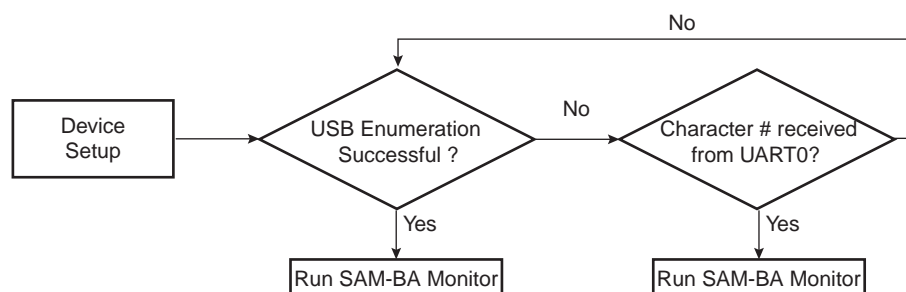 No
Device
Setup
USB Enumeration
Successful ?
No
Character # received
from UART0?
Yes
Yes
Run SAM-BA Monitor
Run SAM-BA Monitor